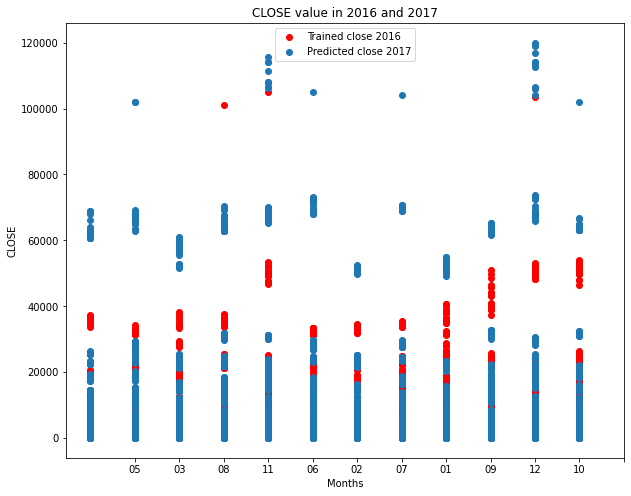 CLOSE value in 2016 and 2017
Trained close 2016
Predicted close 2017
CLOSE
120000
100000
80000
60000
40000
20000
0
05 03 08 11 06 02 07 01 09 12 10
Months